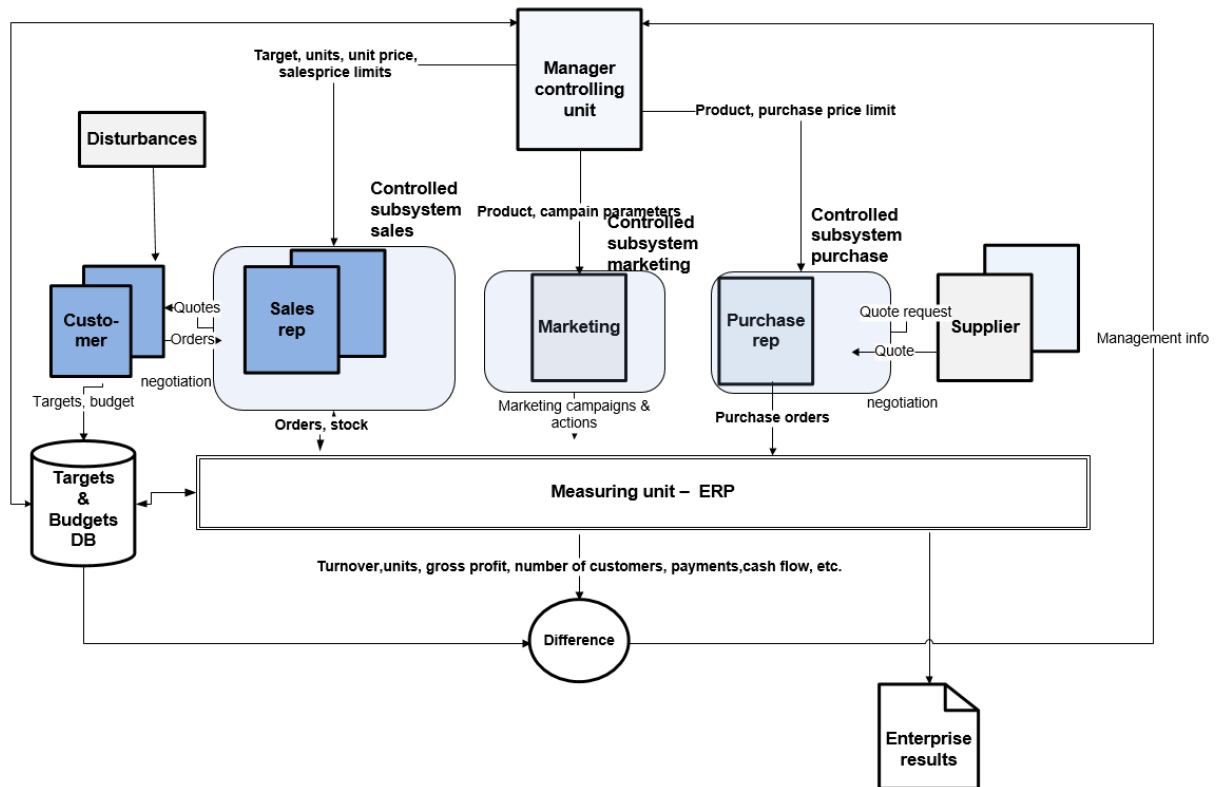 Manager
controlling
unit
Target, units, unit price,
salesprice limits
Product, purchase price limit
Disturbances
Controlled
subsystem
sales
Product, campain parameters
Controlled
subsystem
marketing
Controlled
subsystem
purchase
Custo-
mer
Quotes
Orders
negotiation
Sales
rep
Marketing
Purchase
rep
Quote request
Quote
negotiation
Supplier
Management info
Targets, budget
Orders, stock
Marketing campaigns &
actions
Purchase orders
Targets
&
Budgets
DB
Measuring unit – ERP
Turnover,units, gross profit, number of customers, payments,cash flow, etc.
Difference
Enterprise
results